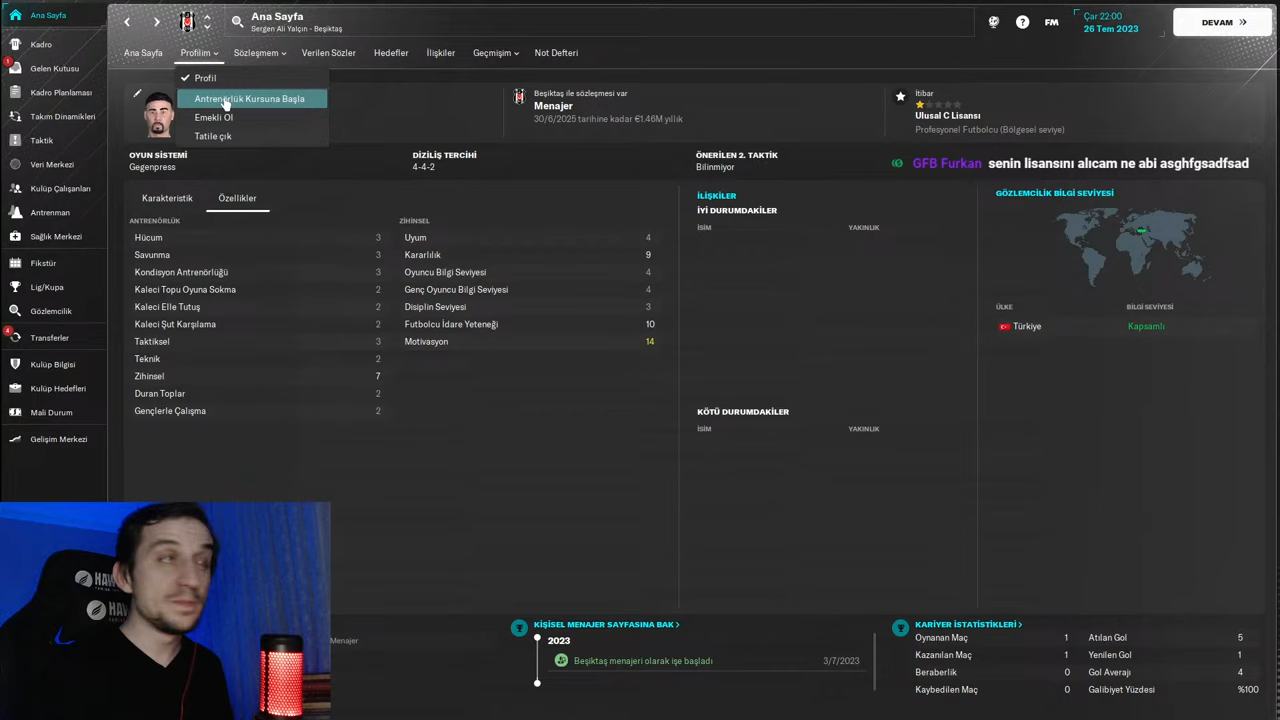 Ana Sayfa
Kadro
1
Gelen Kutusu
Kadro Planlaması
Takım Dinamikleri
Taktik
Veri Merkezi
Kulüp Çalışanları
Antrenman
Sağlık Merkezi
Fikstür
Lig/Kupa
Gözlemcilik
4
Transferler
Kulüp Bilgisi
Kulüp Hedefleri
Mali Durum
Gelişim Merkezi
Ana Sayfa
Sergen Ali Yalçın - Beşiktaş
FM
Çar 22:00
26 Tem 2023
DEVAM
Ana Sayfa Profilim Sözleşmem Verilen Sözler Hedefler İlişkiler Geçmişim Not Defteri
Profil
Antrenörlük Kursuna Başla
Emekli Ol
Tatile çık
Beşiktaş ile sözleşmesi var
Menajer
30/6/2025 tarihine kadar €1.46M yıllık
İtibar
Ulusal C Lisansı
Profesyonel Futbolcu (Bölgesel seviye)
OYUN SİSTEMİ
Gegenpress
DİZİLİŞ TERCİHİ
4-4-2
ÖNERİLEN 2. TAKTİK
Bilinmiyor
GFB Furkan senin lisansını alıcam ne abi asghfgsadfsad
Karakteristik Özellikler
ANTRENÖRLÜK
Hücum 3
Savunma 3
Kondisyon Antrenörlüğü 3
Kaleci Topu Oyuna Sokma 2
Kaleci Elle Tutuş 2
Kaleci Şut Karşılama 2
Taktiksel 3
Teknik 2
Zihinsel 7
Duran Toplar 2
Gençlerle Çalışma 2
ZİHİNSEL
Uyum 4
Kararlılık 9
Oyuncu Bilgi Seviyesi 4
Genç Oyuncu Bilgi Seviyesi 4
Disiplin Seviyesi 3
Futbolcu İdare Yeteneği 10
Motivasyon 14
İLİŞKİLER
İYİ DURUMDAKİLER
İSİM YAKINLIK
KÖTÜ DURUMDAKİLER
İSİM YAKINLIK
GÖZLEMCİLİK BİLGİ SEVİYESİ
ÜLKE BİLGİ SEVİYESİ
Türkiye Kapsamlı
HAW
HAW
Menajer
KİŞİSEL MENAJER SAYFASINA BAK >
2023
Beşiktaş menajeri olarak işe başladı 3/7/2023
KARİYER İSTATİSTİKLERİ >
Oynanan Maç 1 Atılan Gol 5
Kazanılan Maç 1 Yenilen Gol 1
Beraberlik 0 Gol Averajı 4
Kaybedilen Maç 0 Galibiyet Yüzdesi %100